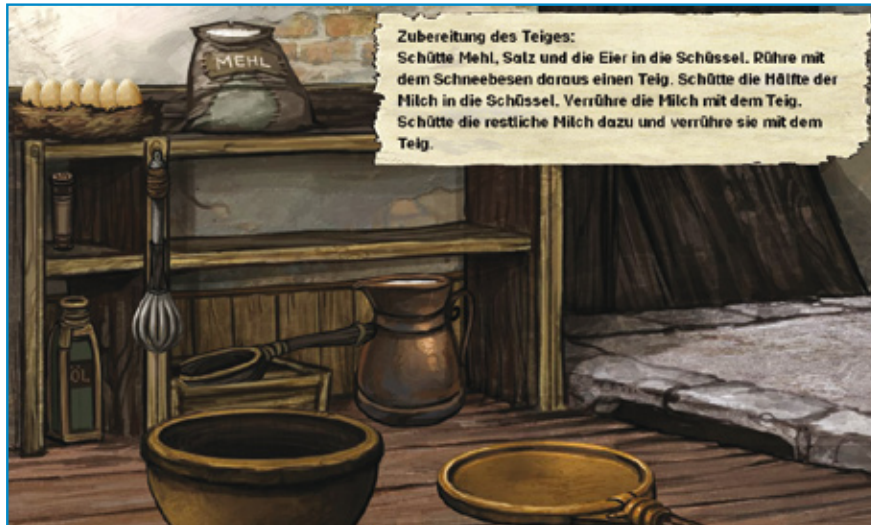 Zubereitung des Teiges:
Schütte Mehl, Salz und die Eier in die Schüssel. Rühre mit
dem Schneebesen daraus einen Teig. Schütte die Hälfte der
Milch in die Schüssel. Verrühre die Milch mit dem Teig.
Schütte die restliche Milch dazu und verrühre sie mit dem
Teig.
MEHL
ÖL